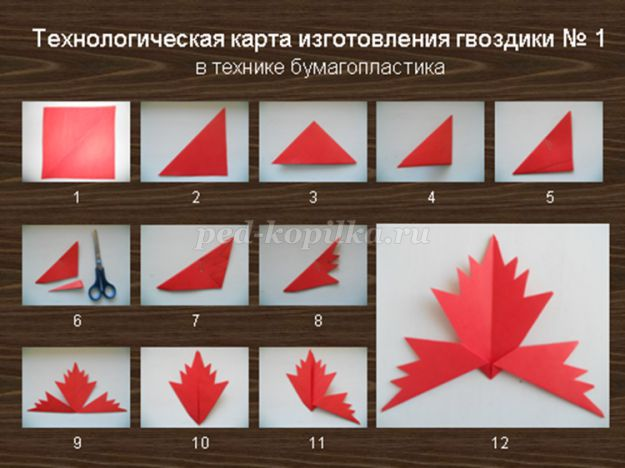 Технологическая карта изготовления гвоздики № 1
в технике бумагопластика
1 2 3 4 5
ped-kopilka.ru
6 7 8
9 10 11 12